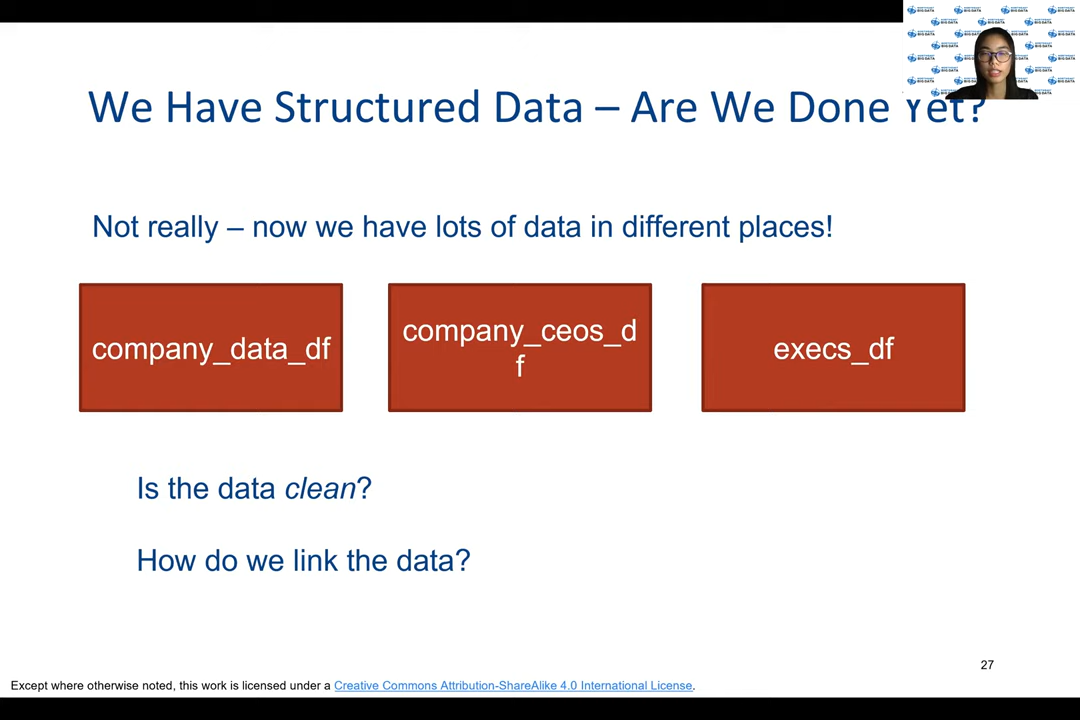 We Have Structured Data – Are We Done Yet?
Not really – now we have lots of data in different places!
company_data_df
company_ceos_d
f
execs_df
Is the data clean?
How do we link the data?
27
Except where otherwise noted, this work is licensed under a Creative Commons Attribution-ShareAlike 4.0 International License.